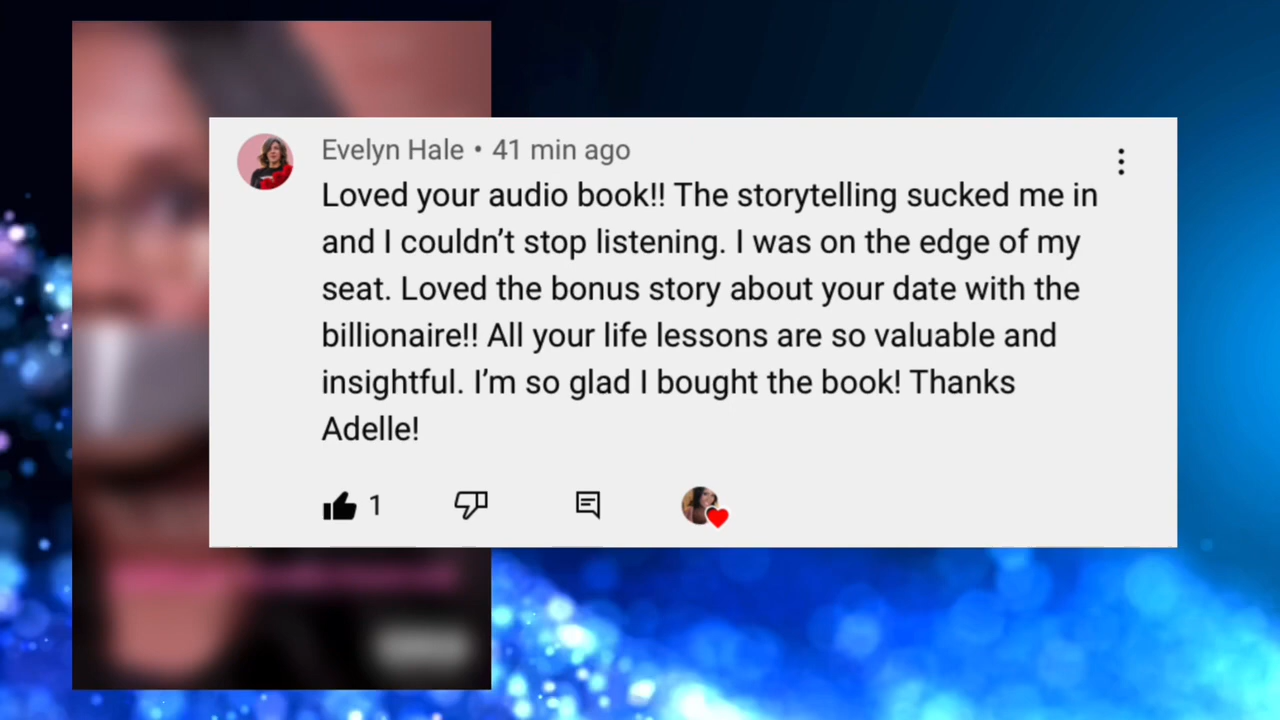 Evelyn Hale • 41 min ago
Loved your audio book!! The storytelling sucked me in
and I couldn’t stop listening. I was on the edge of my
seat. Loved the bonus story about your date with the
billionaire!! All your life lessons are so valuable and
insightful. I’m so glad I bought the book! Thanks
Adelle!
1